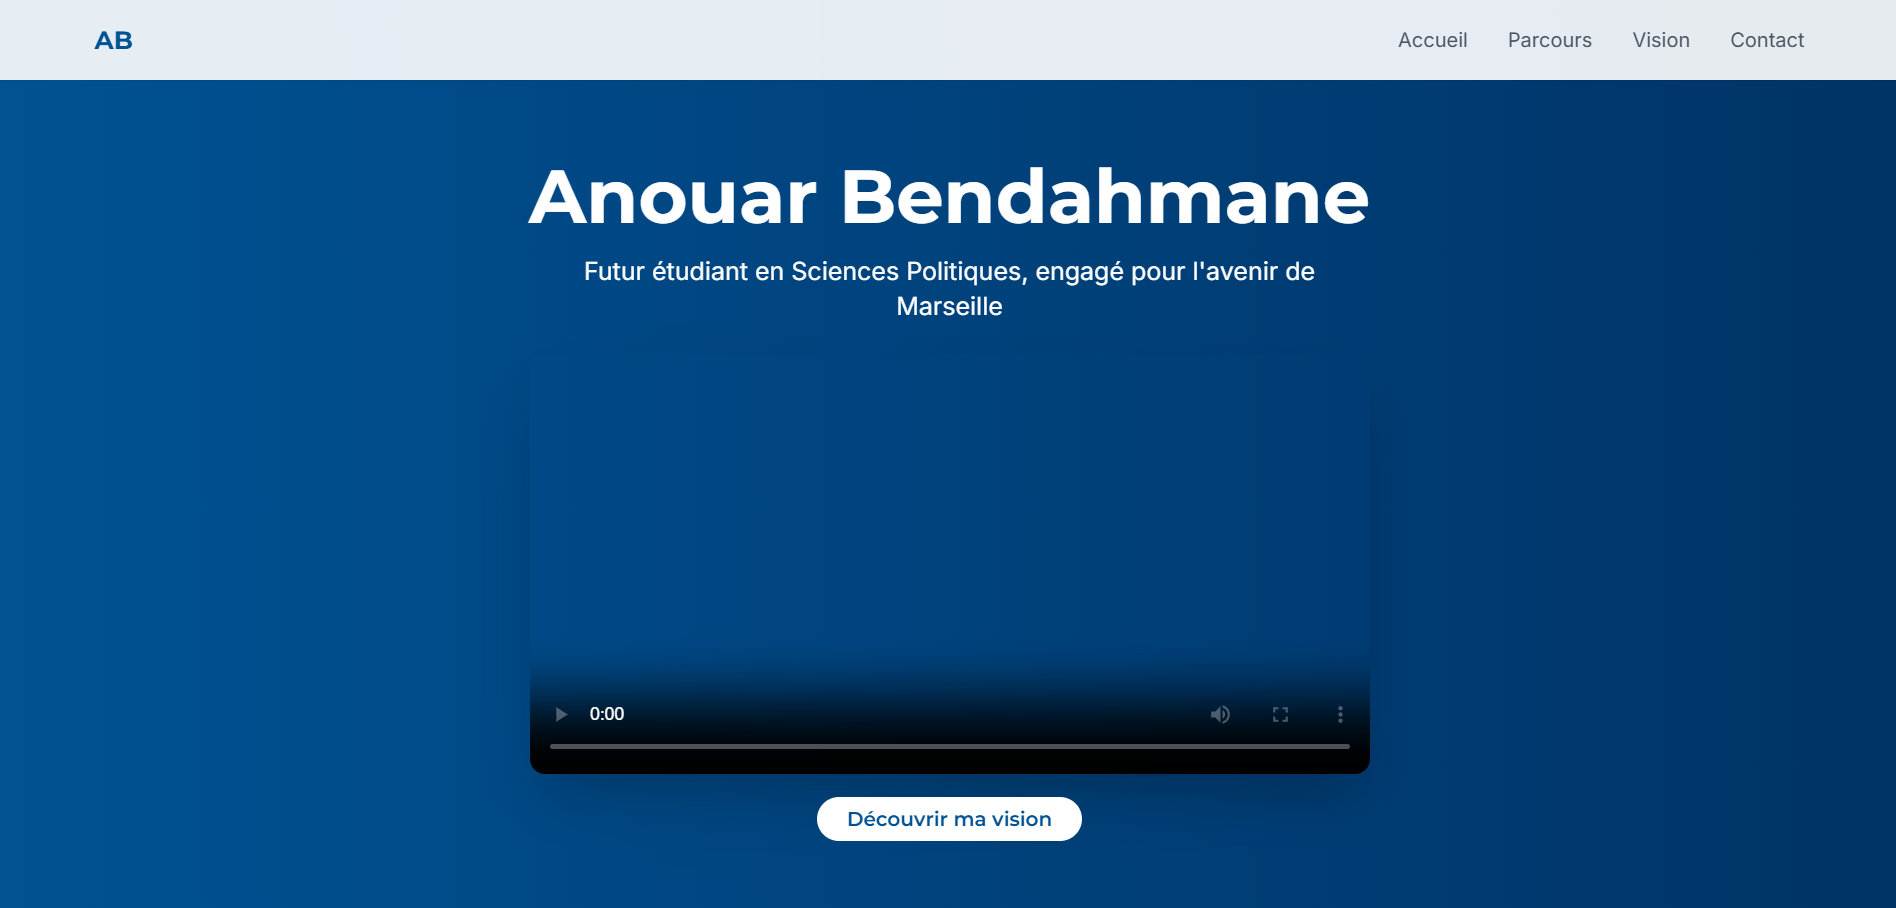 AB
Accueil
Parcours
Vision
Contact
Anouar Bendahmane
Futur étudiant en Sciences Politiques, engagé pour l'avenir de
Marseille
0:00
Découvrir ma vision